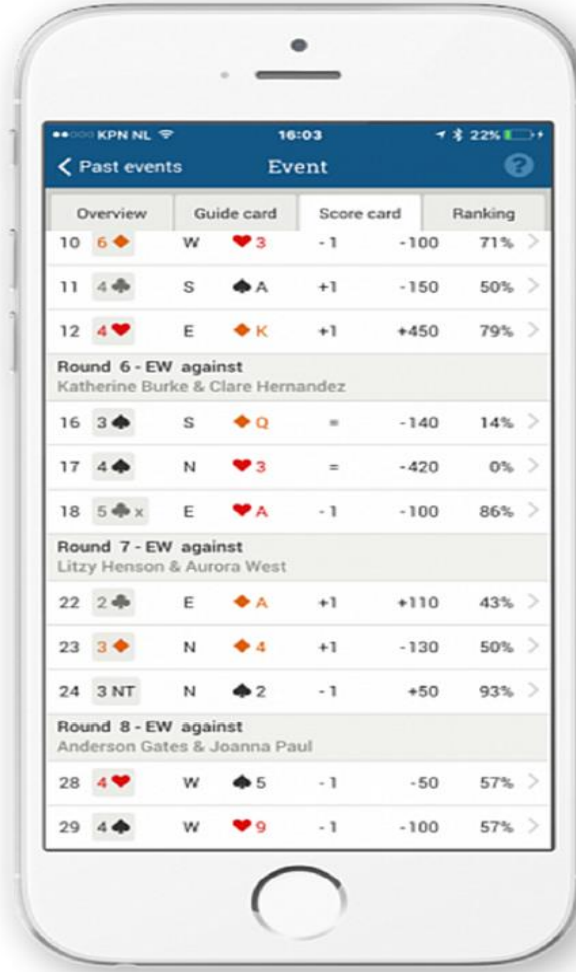 KPN NL 16:03 22%
Past events Event ?
Overview Guide card Score card Ranking
10 6♦ W ♥3 -1 -100 71%
11 4♣ S ♠A +1 -150 50%
12 4♥ E ♦K +1 +450 79%
Round 6 - EW against
Katherine Burke & Clare Hernandez
16 3♠ S ♦Q = -140 14%
17 4♠ N ♥3 = -420 0%
18 5♣x E ♥A -1 -100 86%
Round 7 - EW against
Litzy Henson & Aurora West
22 2♣ E ♦A +1 +110 43%
23 3♦ N ♦4 +1 -130 50%
24 3 NT N ♠2 -1 +50 93%
Round 8 - EW against
Anderson Gates & Joanna Paul
28 4♥ W ♠5 -1 -50 57%
29 4♠ W ♥9 -1 -100 57%